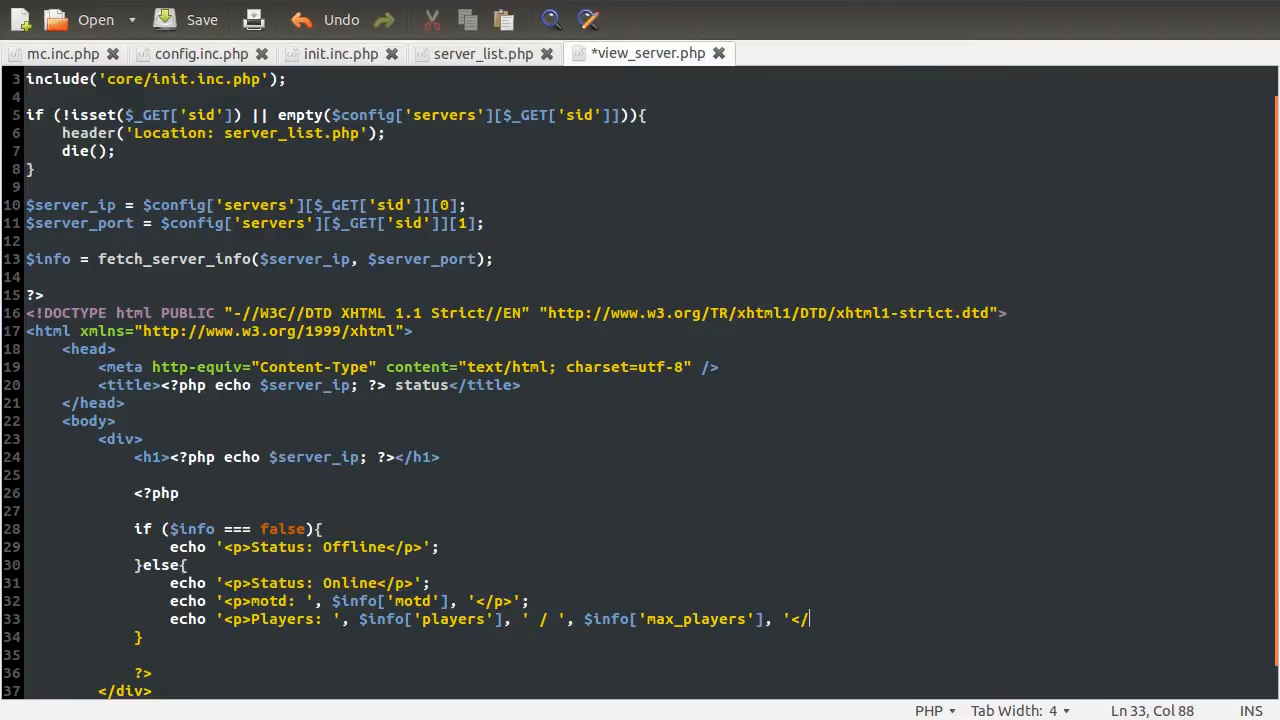 Open Save Undo
mc.inc.php config.inc.php init.inc.php server_list.php *view_server.php
3 include('core/init.inc.php');
4
5 if (!isset($_GET['sid']) || empty($config['servers'][$_GET['sid']])){
6 header('Location: server_list.php');
7 die();
8 }
9
10 $server_ip = $config['servers'][$_GET['sid']][0];
11 $server_port = $config['servers'][$_GET['sid']][1];
12
13 $info = fetch_server_info($server_ip, $server_port);
14
15 ?>
16 <!DOCTYPE html PUBLIC "-//W3C//DTD XHTML 1.1 Strict//EN" "http://www.w3.org/TR/xhtml1/DTD/xhtml1-strict.dtd">
17 <html xmlns="http://www.w3.org/1999/xhtml">
18 <head>
19 <meta http-equiv="Content-Type" content="text/html; charset=utf-8" />
20 <title><?php echo $server_ip; ?> status</title>
21 </head>
22 <body>
23 <div>
24 <h1><?php echo $server_ip; ?></h1>
25
26 <?php
27
28 if ($info === false){
29 echo '<p>Status: Offline</p>';
30 }else{
31 echo '<p>Status: Online</p>';
32 echo '<p>motd: ', $info['motd'], '</p>';
33 echo '<p>Players: ', $info['players'], ' / ', $info['max_players'], '</
34 }
35
36 ?>
37 </div>
PHP Tab Width: 4 Ln 33, Col 88 INS